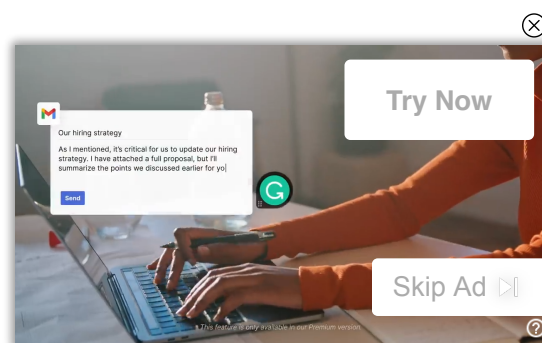 Try Now
Our hiring strategy
As I mentioned, it's critical for us to update our hiring
strategy. I have attached a full proposal, but I'll
summarize the points we discussed earlier for yo
Send
Skip Ad
* This feature is only available in our Premium version